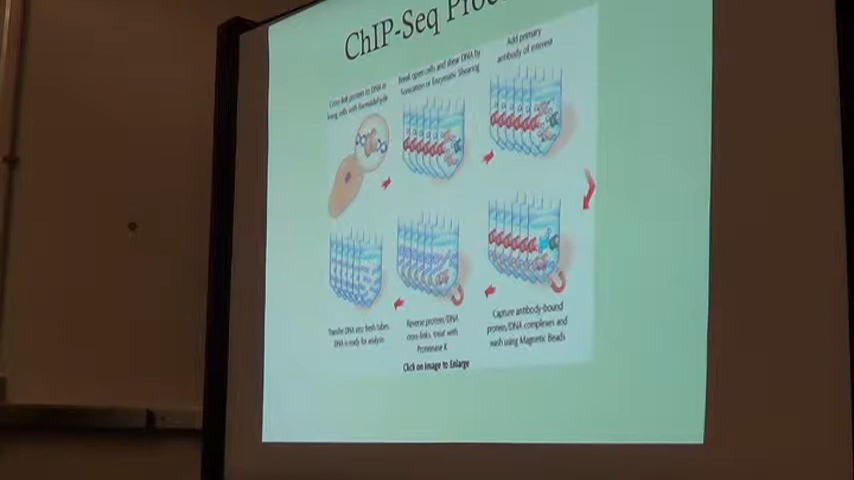 ChIP-Seq
Cross-link protein to DNA in
living cells with formaldehyde
Break open cells and shear DNA by
Sonication or Enzymatic Shearing
Add primary
antibody of interest
Capture antibody-bound
protein/DNA complexes and
wash using Magnetic Beads
Reverse protein/DNA
cross-links, treat with
Proteinase K
Transfer DNA into fresh tubes.
DNA is ready for analysis
Click on Image to Enlarge